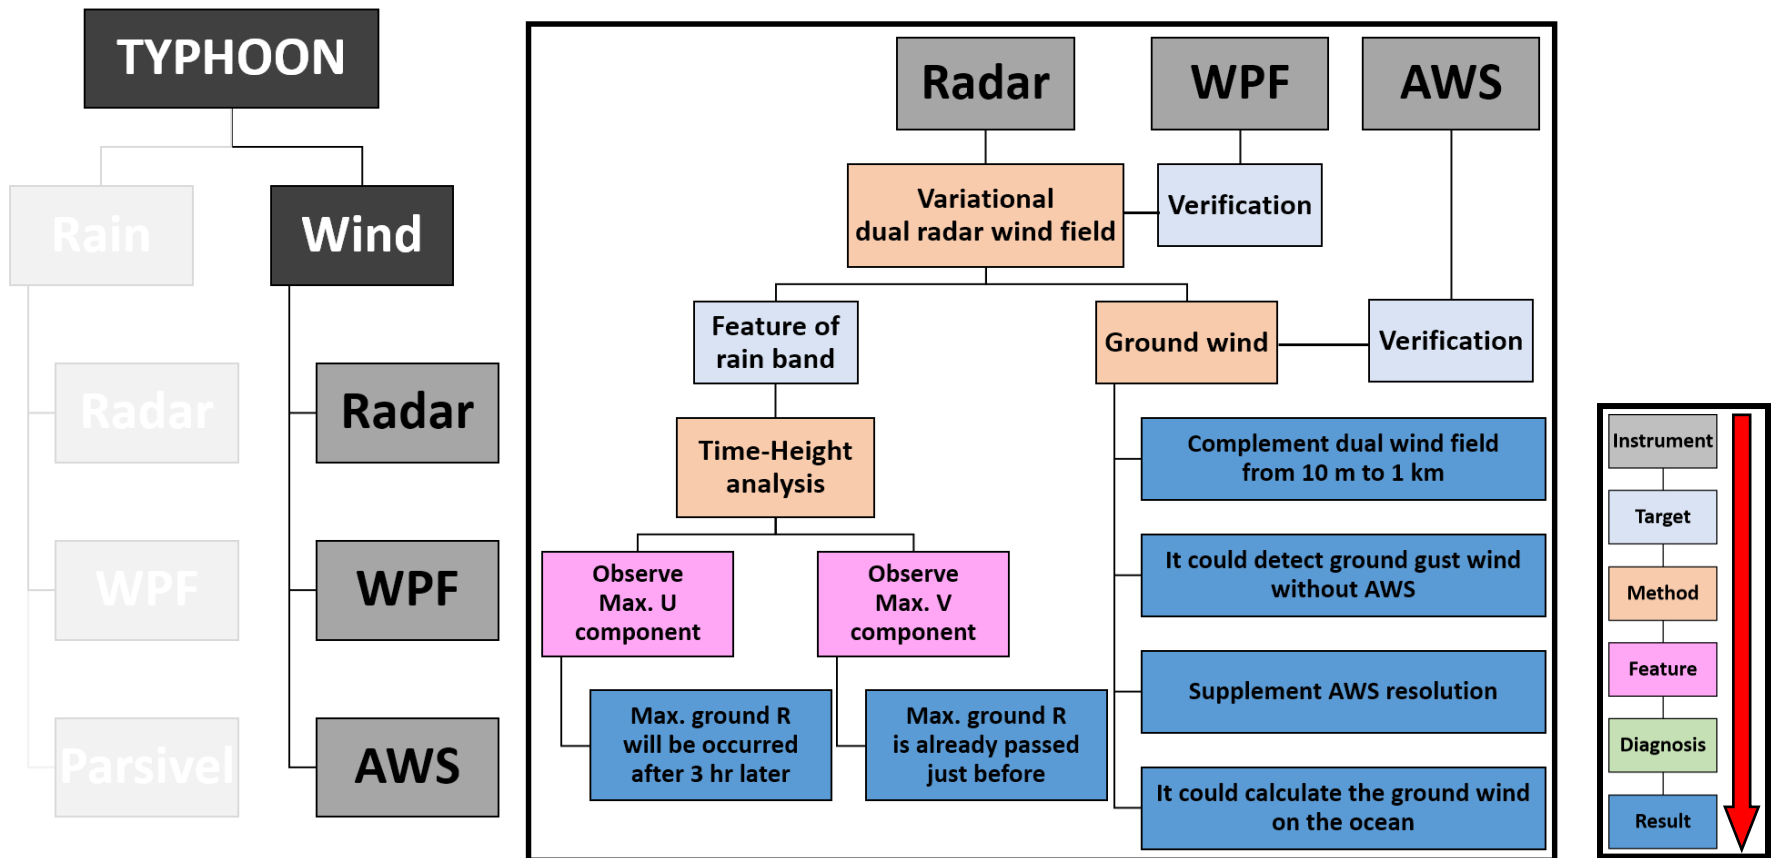 TYPHOON
Rain
Wind
Radar
WPF
Parsivel
Radar
WPF
AWS
Radar
WPF
AWS
Variational
dual radar wind field
Verification
Feature of
rain band
Ground wind
Verification
Time-Height
analysis
Observe
Max. U
component
Observe
Max. V
component
Max. ground R
will be occurred
after 3 hr later
Max. ground R
is already passed
just before
Complement dual wind field
from 10 m to 1 km
It could detect ground gust wind
without AWS
Supplement AWS resolution
It could calculate the ground wind
on the ocean
Instrument
Target
Method
Feature
Diagnosis
Result